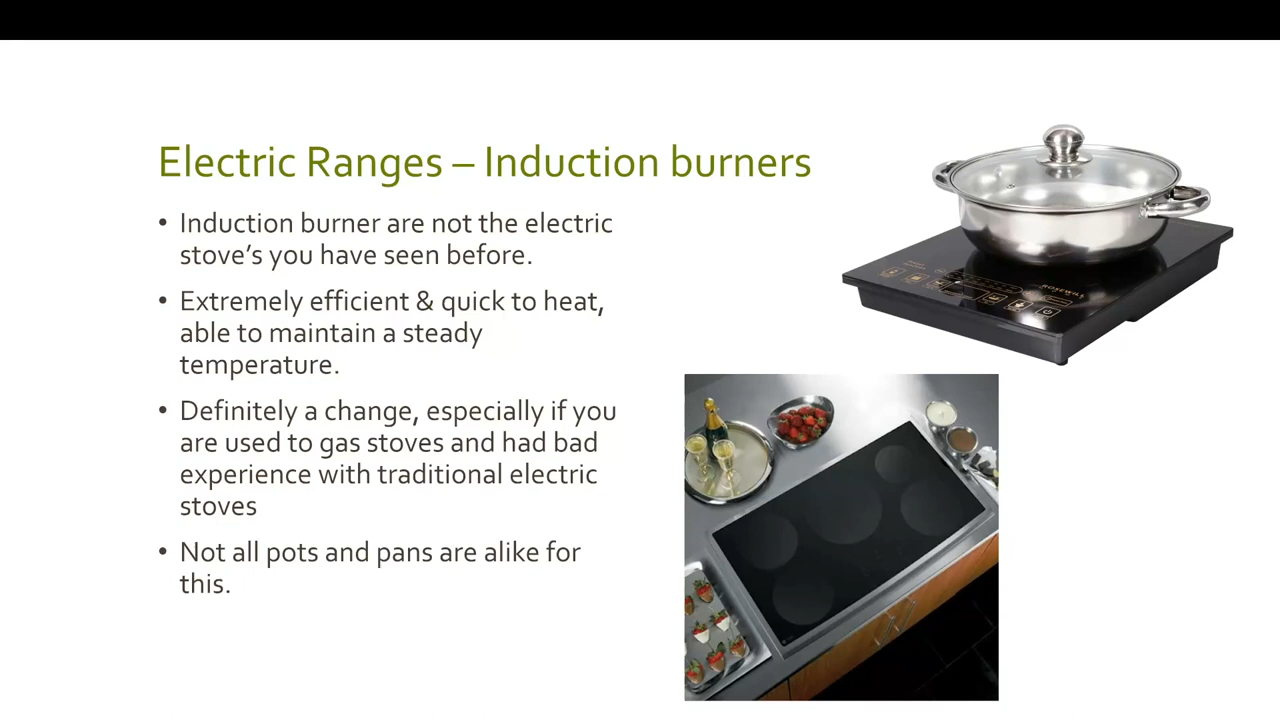 Electric Ranges – Induction burners
• Induction burner are not the electric
stove’s you have seen before.
• Extremely efficient & quick to heat,
able to maintain a steady
temperature.
• Definitely a change, especially if you
are used to gas stoves and had bad
experience with traditional electric
stoves
• Not all pots and pans are alike for
this.
ROSEWILL